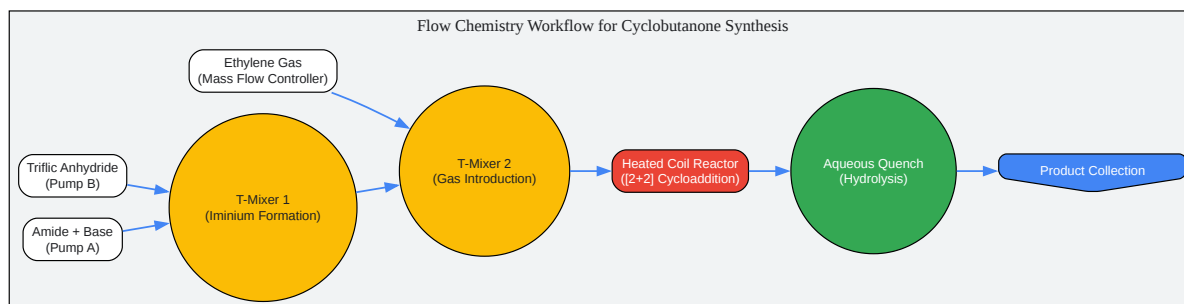 Flow Chemistry Workflow for Cyclobutanone Synthesis
Ethylene Gas
(Mass Flow Controller)
Triflic Anhydride
(Pump B)
Amide + Base
(Pump A)
T-Mixer 1
(Iminium Formation)
T-Mixer 2
(Gas Introduction)
Heated Coil Reactor
([2+2] Cycloaddition)
Aqueous Quench
(Hydrolysis)
Product Collection